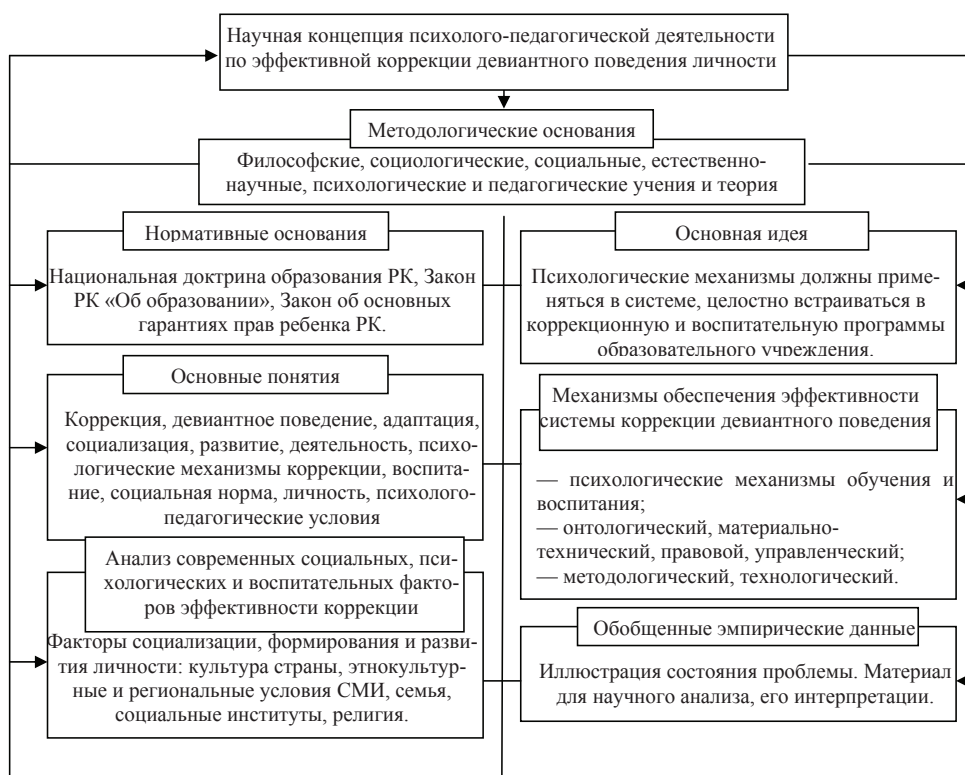 Научная концепция психолого-педагогической деятельности
по эффективной коррекции девиантного поведения личности
Методологические основания
Философские, социологические, социальные, естественно-
научные, психологические и педагогические учения и теория
Нормативные основания
Национальная доктрина образования РК, Закон
РК «Об образовании», Закон об основных
гарантиях прав ребенка РК.
Основная идея
Психологические механизмы должны приме-
няться в системе, целостно встраиваться в
коррекционную и воспитательную программы
образовательного учреждения.
Основные понятия
Коррекция, девиантное поведение, адаптация,
социализация, развитие, деятельность, психо-
логические механизмы коррекции, воспита-
ние, социальная норма, личность, психолого-
педагогические условия
Механизмы обеспечения эффективности
системы коррекции девиантного поведения
— психологические механизмы обучения и
воспитания;
— онтологический, материально-
технический, правовой, управленческий;
— методологический, технологический.
Анализ современных социальных, пси-
хологических и воспитательных факто-
ров эффективности коррекции
Факторы социализации, формирования и разви-
тия личности: культура страны, этнокультур-
ные и региональные условия СМИ, семья,
социальные институты, религия.
Обобщенные эмпирические данные
Иллюстрация состояния проблемы. Материал
для научного анализа, его интерпретации.